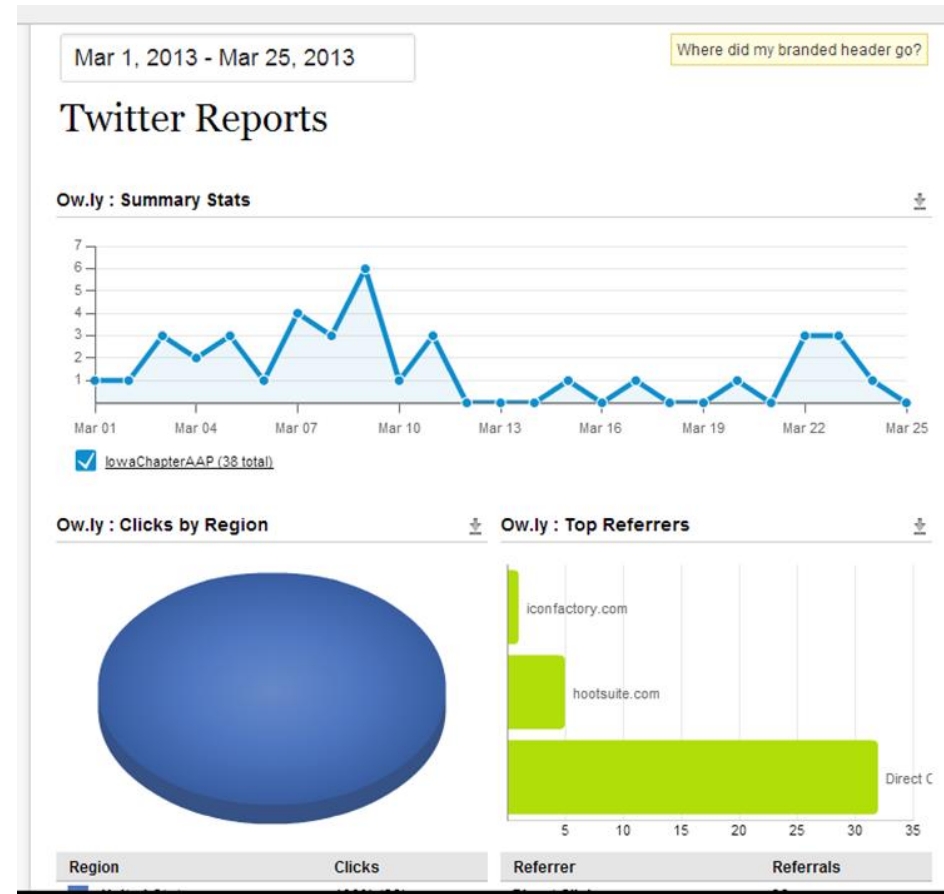 Mar 1, 2013 - Mar 25, 2013
Where did my branded header go?
Twitter Reports
Ow.ly : Summary Stats
7
6
5
4
3
2
1
Mar 01 Mar 04 Mar 07 Mar 10 Mar 13 Mar 16 Mar 19 Mar 22 Mar 25
IowaChapterAAP (38 total)
Ow.ly : Clicks by Region
Ow.ly : Top Referrers
iconfactory.com
hootsuite.com
Direct C
5 10 15 20 25 30 35
Region Clicks
Referrer Referrals